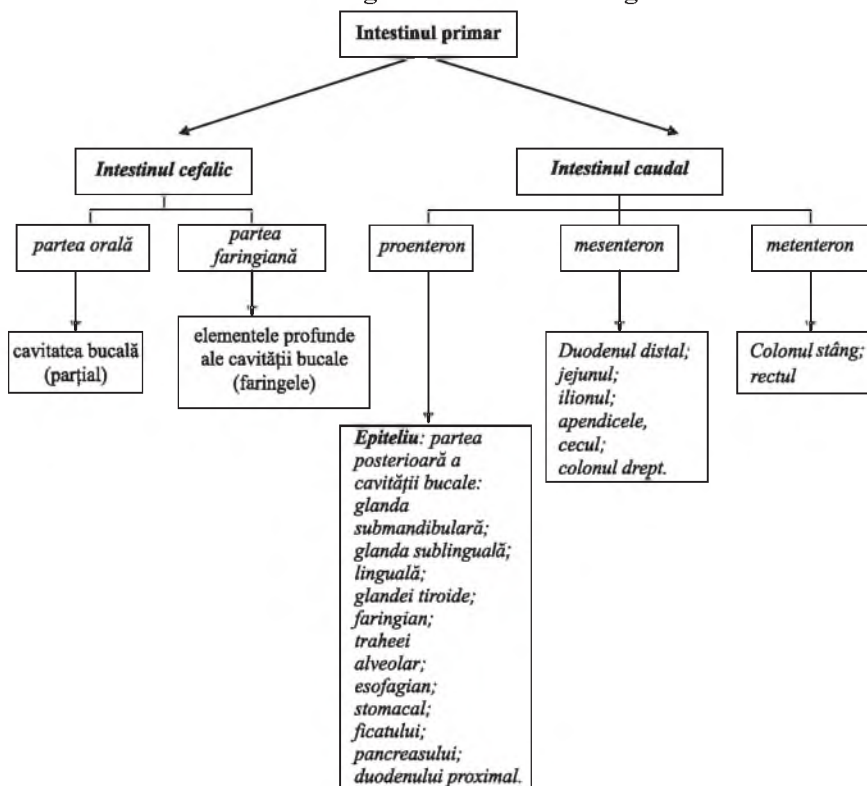 Intestinul primar
Intestinul cefalic
Intestinul caudal
partea orală
partea
faringiană
proenteron
mesenteron
metenteron
cavitatea bucală
(parțial)
elementele profunde
ale cavității bucale
(faringele)
Duodenul distal;
jejunul;
ilionul;
apendicele,
cecul;
colonul drept.
Colonul stâng;
rectul
Epiteliu: partea
posterioară a
cavității bucale:
glanda
submandibulară;
glanda sublinguală;
linguală;
glandei tiroide;
faringian;
traheei
alveolar;
esofagian;
stomacal;
ficatului;
pancreasului;
duodenului proximal.